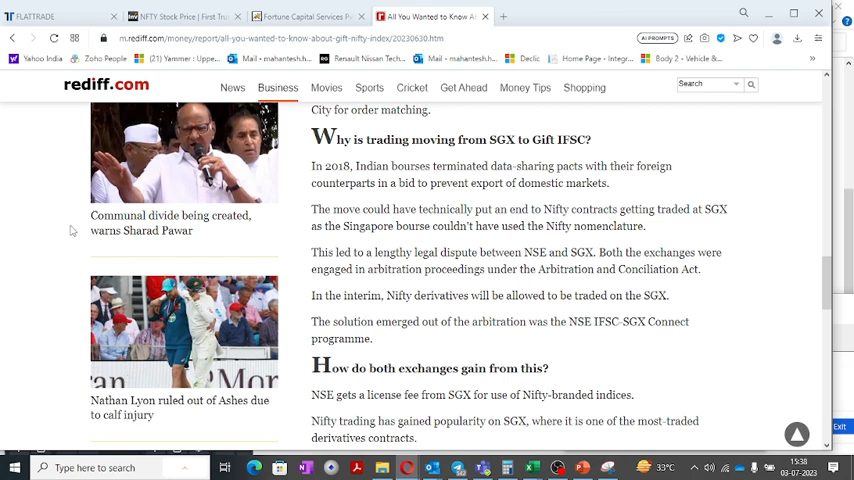 FLATTRADE
NIFTY Stock Price | First Tru
Fortune Capital Services P
All You Wanted to Know Ab
m.rediff.com/money/report/all-you-wanted-to-know-about-gift-nifty-index/20230630.htm
AI PROMPTS
Yahoo India
Zoho People
(21) (Yammer : Uppe...
Mail - mahantesh.h...
Renault Nissan Tech...
Mail - mahantesh.h...
Declic
Home Page - Integr...
Body 2 - Vehicle &...
rediff.com
News
Business
Movies
Sports
Cricket
Get Ahead
Money Tips
Shopping
Search
City for order matching.
Why is trading moving from SGX to Gift IFSC?
In 2018, Indian bourses terminated data-sharing pacts with their foreign
counterparts in a bid to prevent export of domestic markets.
The move could have technically put an end to Nifty contracts getting traded at SGX
as the Singapore bourse couldn't have used the Nifty nomenclature.
This led to a lengthy legal dispute between NSE and SGX. Both the exchanges were
engaged in arbitration proceedings under the Arbitration and Conciliation Act.
In the interim, Nifty derivatives will be allowed to be traded on the SGX.
The solution emerged out of the arbitration was the NSE IFSC-SGX Connect
programme.
How do both exchanges gain from this?
NSE gets a license fee from SGX for use of Nifty-branded indices.
Nifty trading has gained popularity on SGX, where it is one of the most-traded
derivatives contracts.
Communal divide being created,
warns Sharad Pawar
Nathan Lyon ruled out of Ashes due
to calf injury
Exit
Type here to search
33°C
15:38
03-07-2023